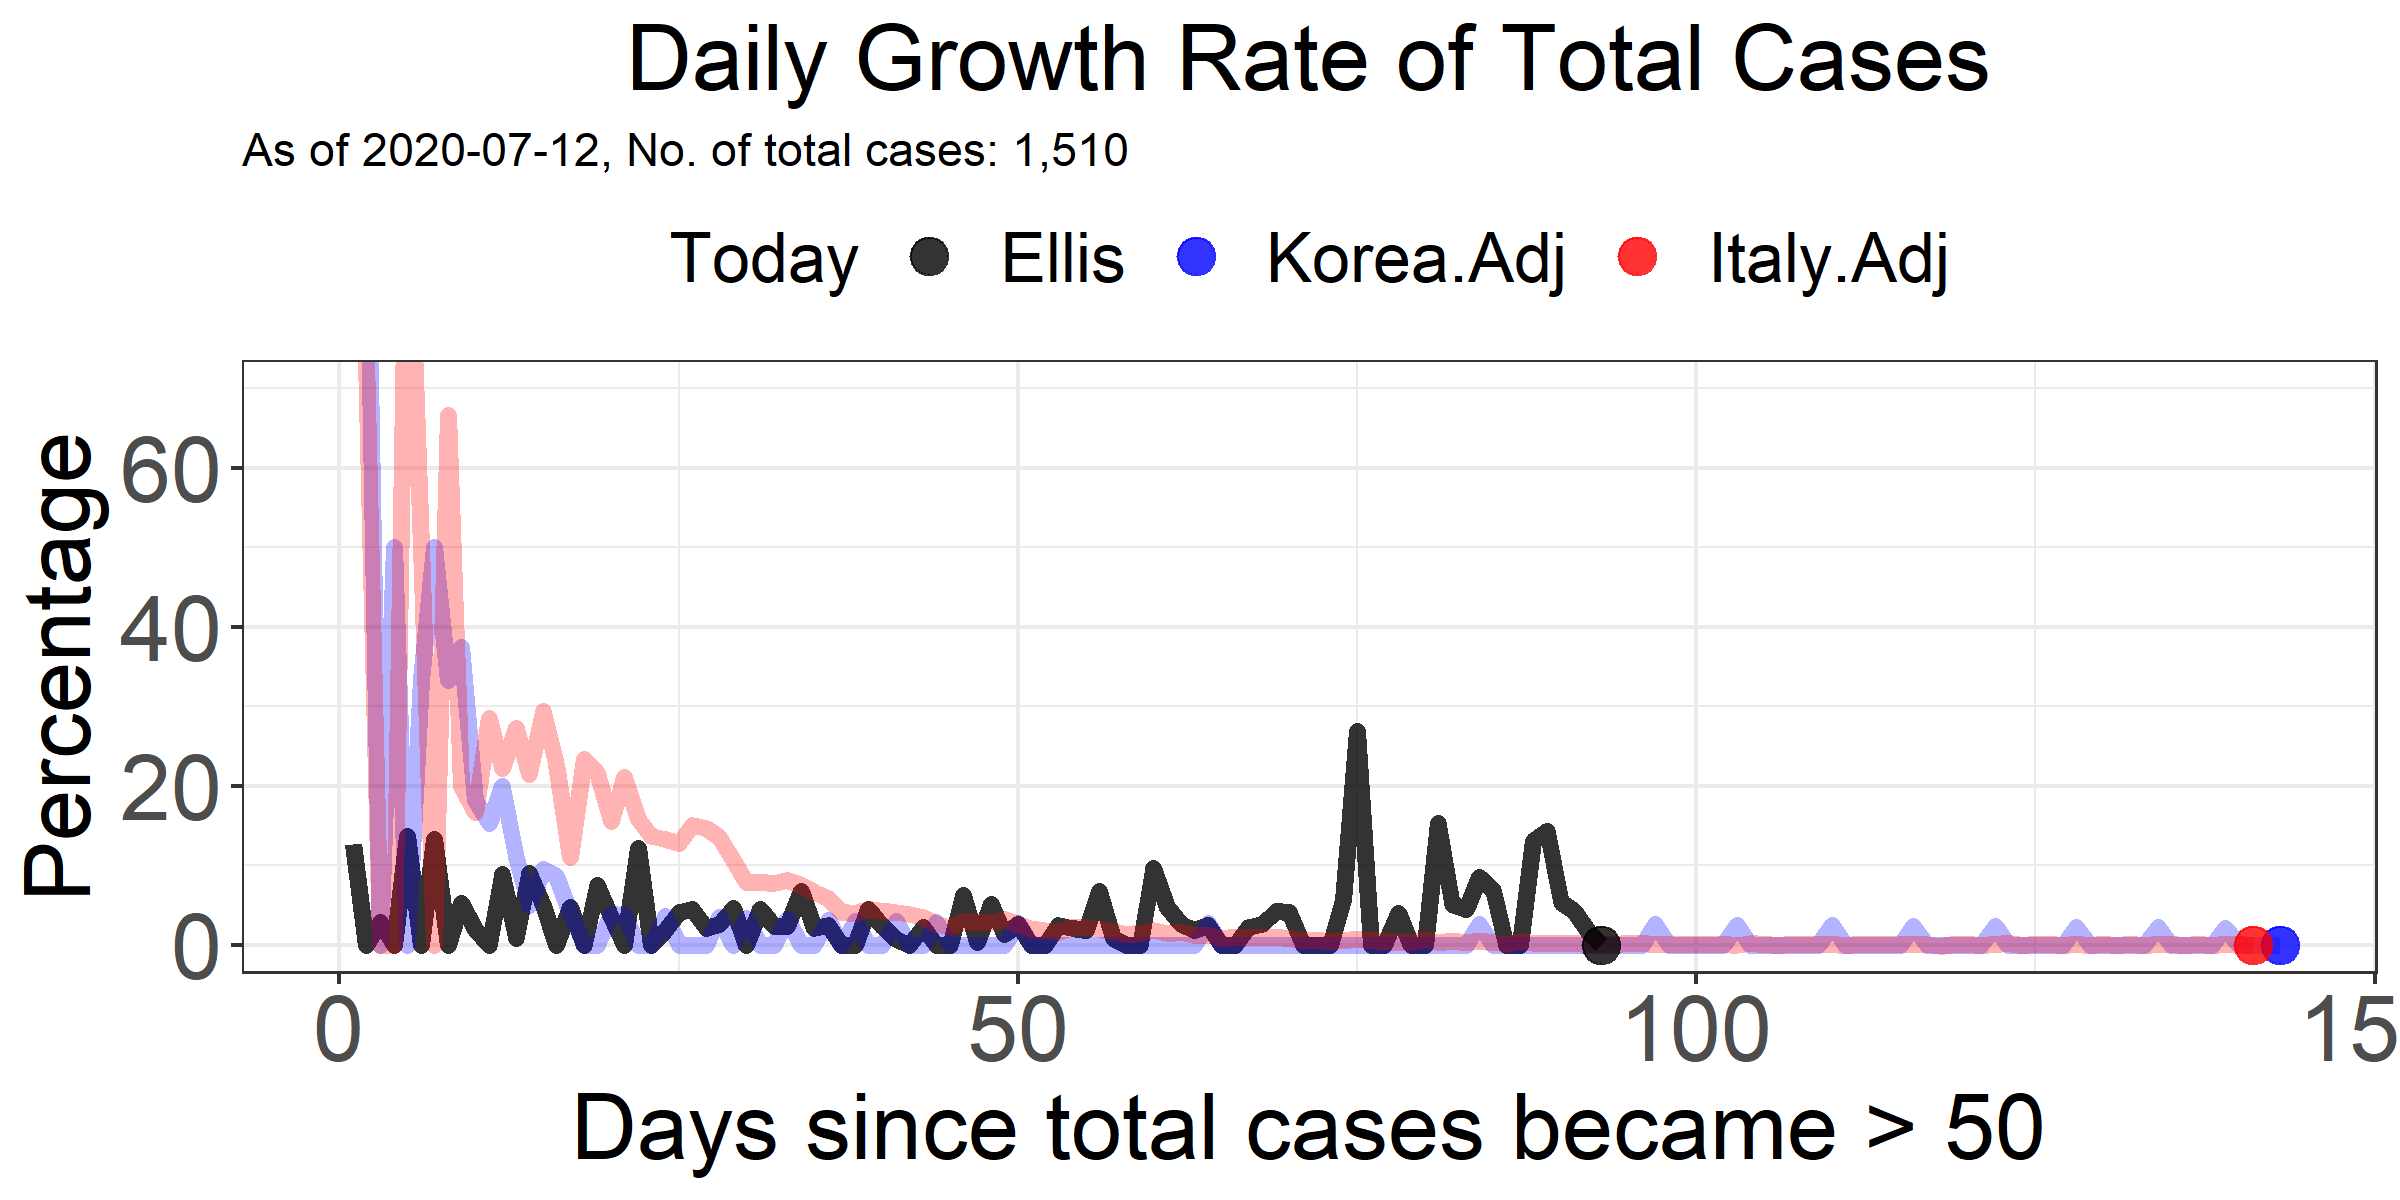 Daily Growth Rate of Total Cases
As of 2020-07-12, No. of total cases: 1,510
Today Ellis Korea.Adj Italy.Adj
Percentage
60
40
20
0
0 50 100 15
Days since total cases became > 50